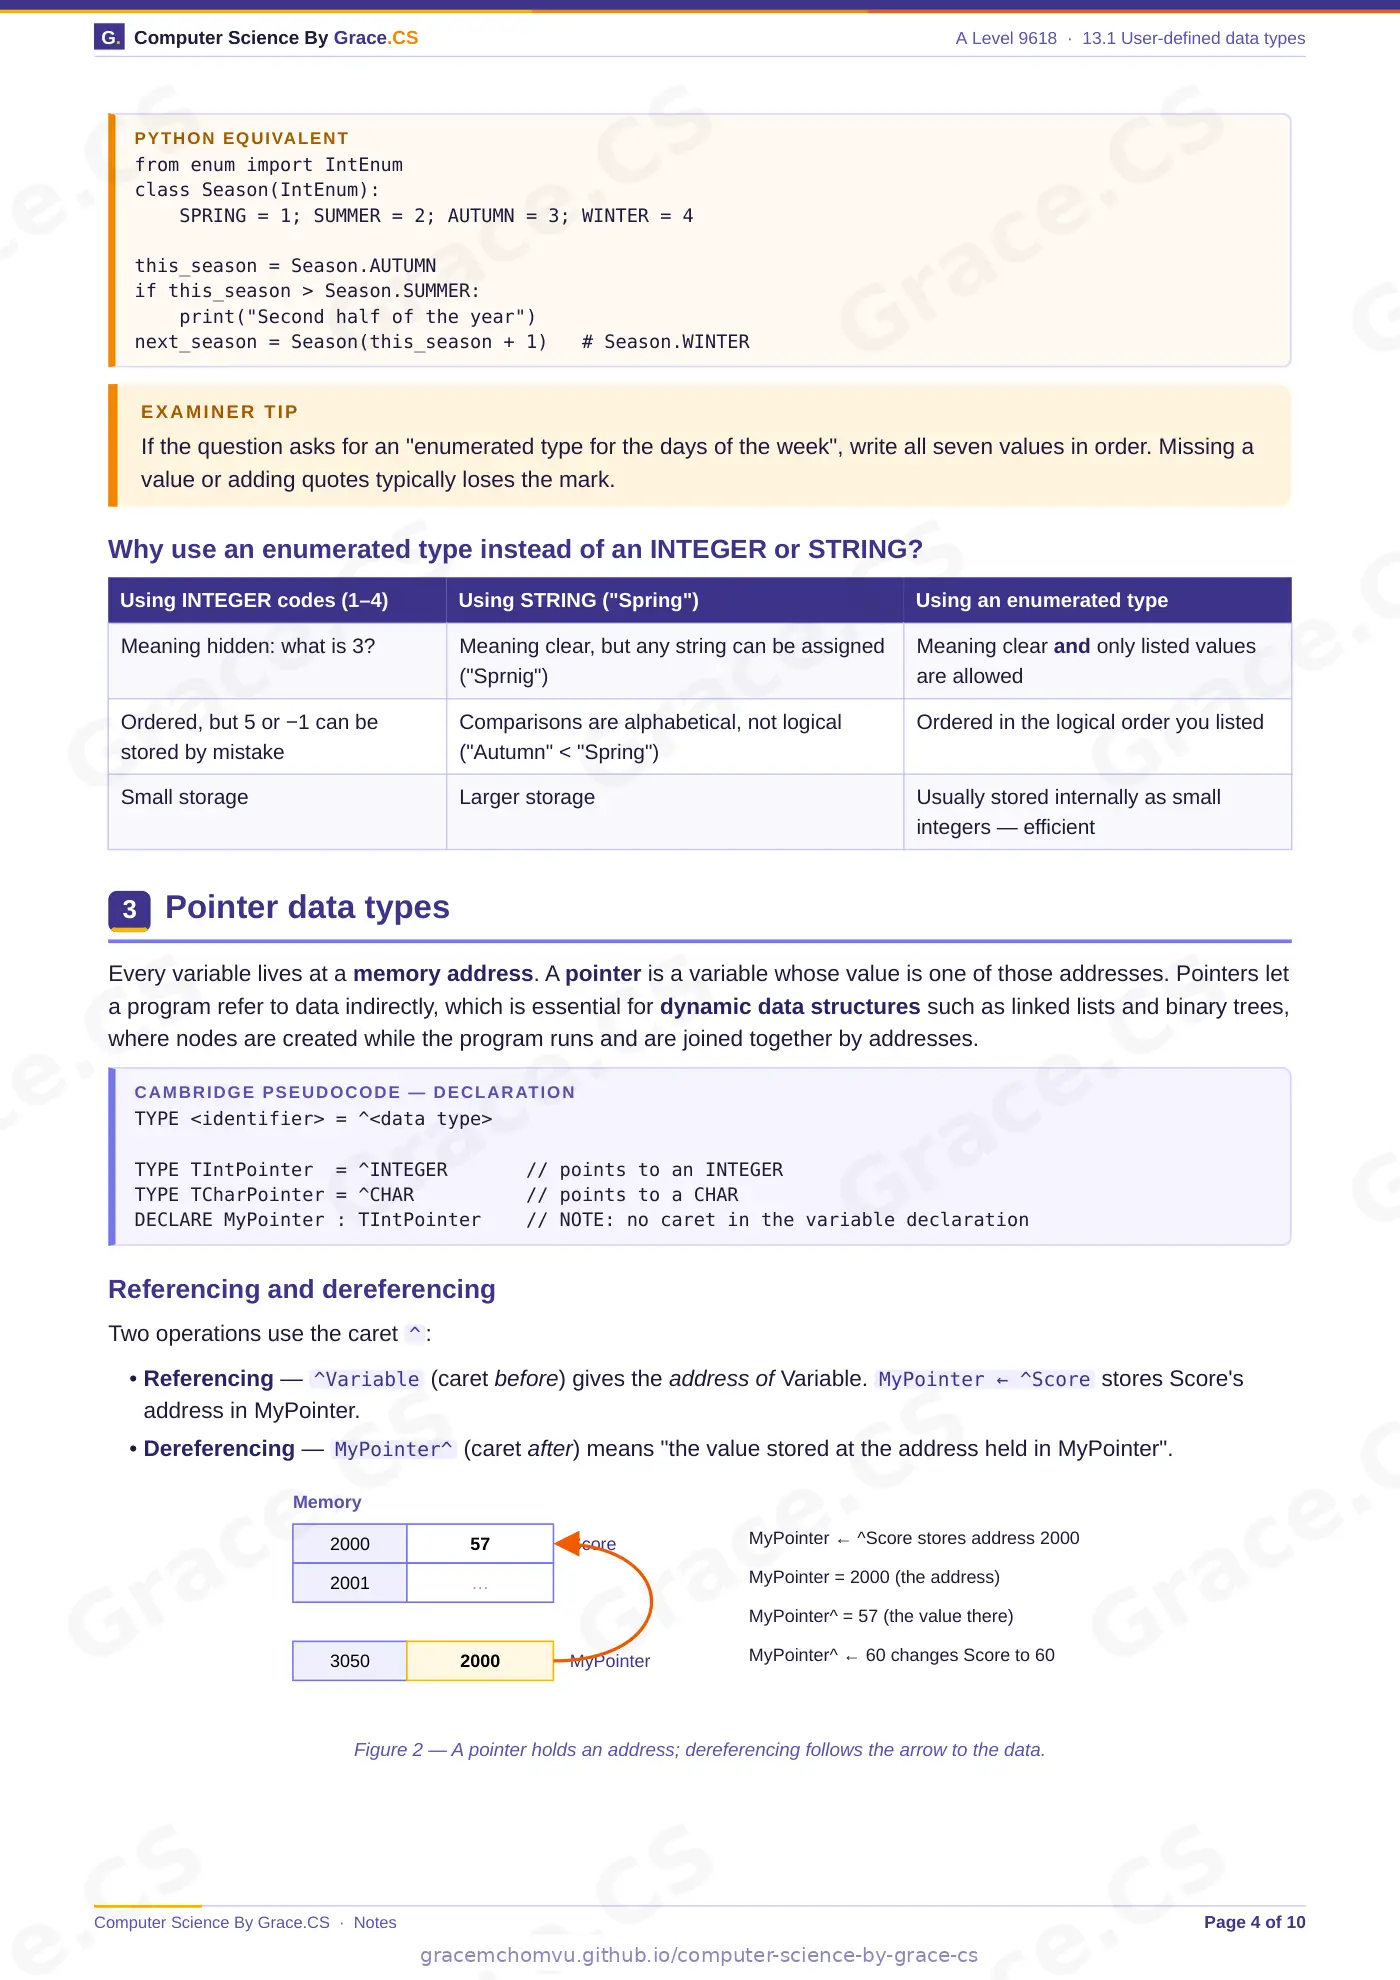 G. Computer Science By Grace.CS
A Level 9618 · 13.1 User-defined data types
PYTHON EQUIVALENT
from enum import IntEnum
class Season(IntEnum):
    SPRING = 1; SUMMER = 2; AUTUMN = 3; WINTER = 4
this_season = Season.AUTUMN
if this_season > Season.SUMMER:
    print("Second half of the year")
next_season = Season(this_season + 1)   # Season.WINTER
EXAMINER TIP
If the question asks for an "enumerated type for the days of the week", write all seven values in order. Missing a
value or adding quotes typically loses the mark.
Why use an enumerated type instead of an INTEGER or STRING?
Using INTEGER codes (1–4) Using STRING ("Spring") Using an enumerated type
Meaning hidden: what is 3? Meaning clear, but any string can be assigned Meaning clear and only listed values
("Sprnig") are allowed
Ordered, but 5 or −1 can be Comparisons are alphabetical, not logical Ordered in the logical order you listed
stored by mistake ("Autumn" < "Spring")
Small storage Larger storage Usually stored internally as small
integers — efficient
3 Pointer data types
Every variable lives at a memory address. A pointer is a variable whose value is one of those addresses. Pointers let
a program refer to data indirectly, which is essential for dynamic data structures such as linked lists and binary trees,
where nodes are created while the program runs and are joined together by addresses.
CAMBRIDGE PSEUDOCODE — DECLARATION
TYPE <identifier> = ^<data type>
TYPE TIntPointer  = ^INTEGER       // points to an INTEGER
TYPE TCharPointer = ^CHAR          // points to a CHAR
DECLARE MyPointer : TIntPointer    // NOTE: no caret in the variable declaration
Referencing and dereferencing
Two operations use the caret ^:
• Referencing — ^Variable (caret before) gives the address of Variable. MyPointer ← ^Score stores Score's
address in MyPointer.
• Dereferencing — MyPointer^ (caret after) means "the value stored at the address held in MyPointer".
Memory
2000 57 Score
2001 ...
3050 2000 MyPointer
MyPointer ← ^Score stores address 2000
MyPointer = 2000 (the address)
MyPointer^ = 57 (the value there)
MyPointer^ ← 60 changes Score to 60
Figure 2 — A pointer holds an address; dereferencing follows the arrow to the data.
Computer Science By Grace.CS · Notes
Page 4 of 10
gracemchomvu.github.io/computer-science-by-grace-cs